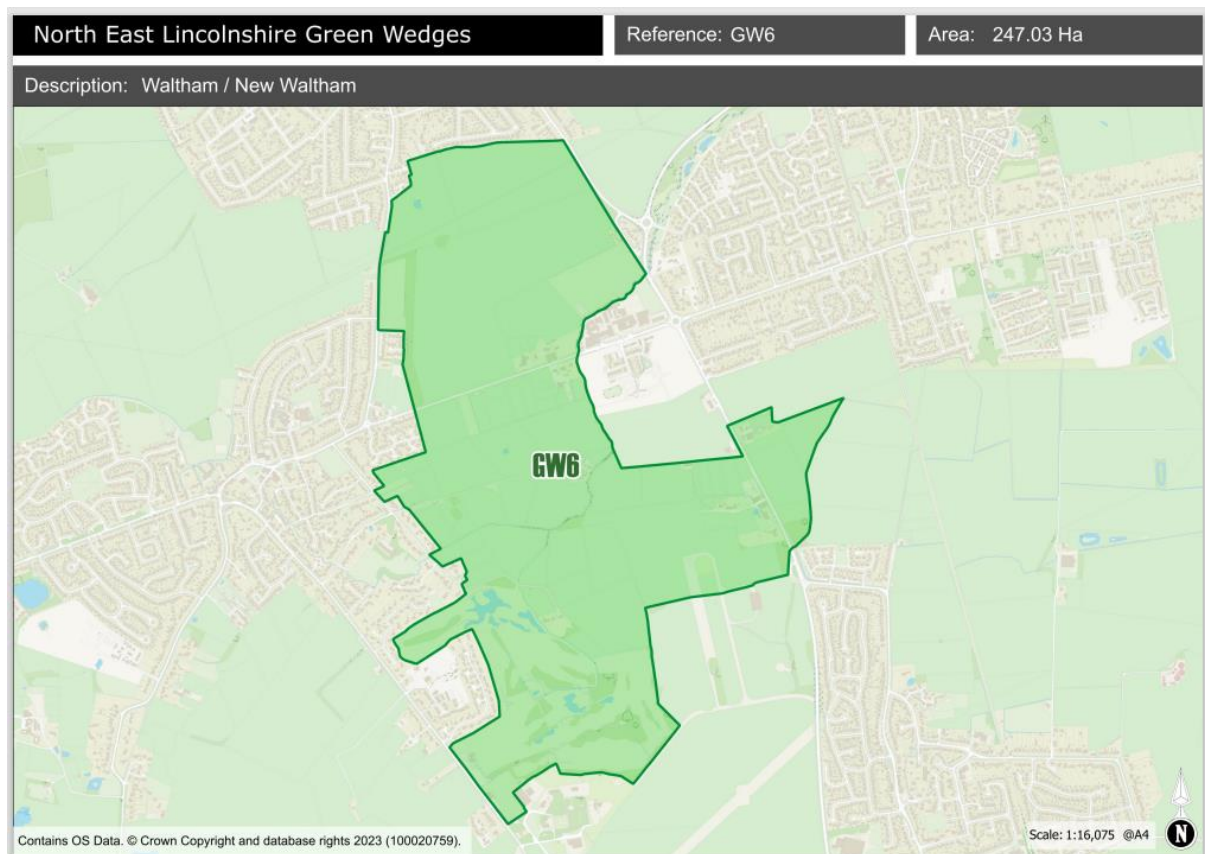 North East Lincolnshire Green Wedges
Reference: GW6
Area: 247.03 Ha
Description: Waltham / New Waltham
GW6
Contains OS Data. © Crown Copyright and database rights 2023 (100020759).
Scale: 1:16,075 @A4
N